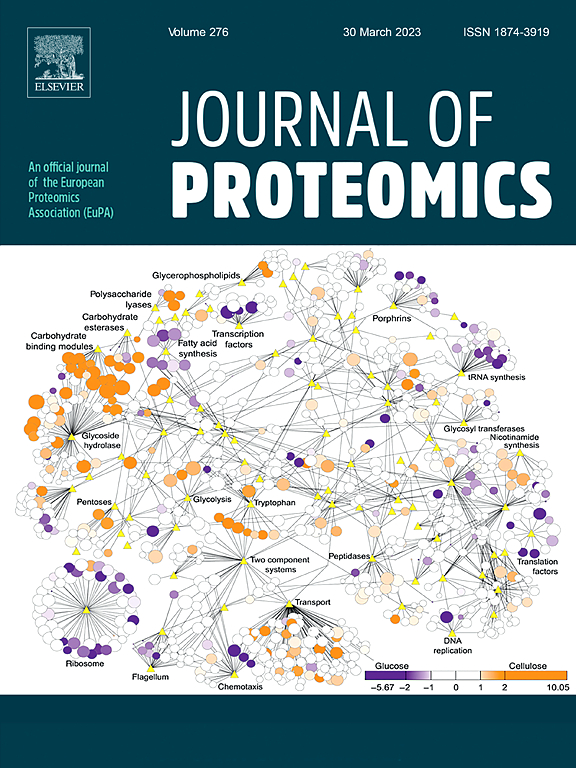 Volume 276
30 March 2023
ISSN 1874-3919
ELSEVIER
JOURNAL OF
PROTEOMICS
An official journal
of the European
Proteomics
Association (EuPA)
Glycerophospholipids
Polysaccharide
lyases
Carbohydrate
esterases
Carbohydrate
binding modules
Fatty acid
synthesis
Transcription
factors
Porphrins
tRNA synthesis
Glycoside
hydrolase
Glycosyl transferases
Nicotinamide
synthesis
Pentoses
Glycolysis
Tryptophan
Two component
systems
Peptidases
Translation
factors
Ribosome
Transport
Flagellum
Chemotaxis
DNA
replication
Glucose
Cellulose
−5.67 −2 −1 0 1 2 10.05